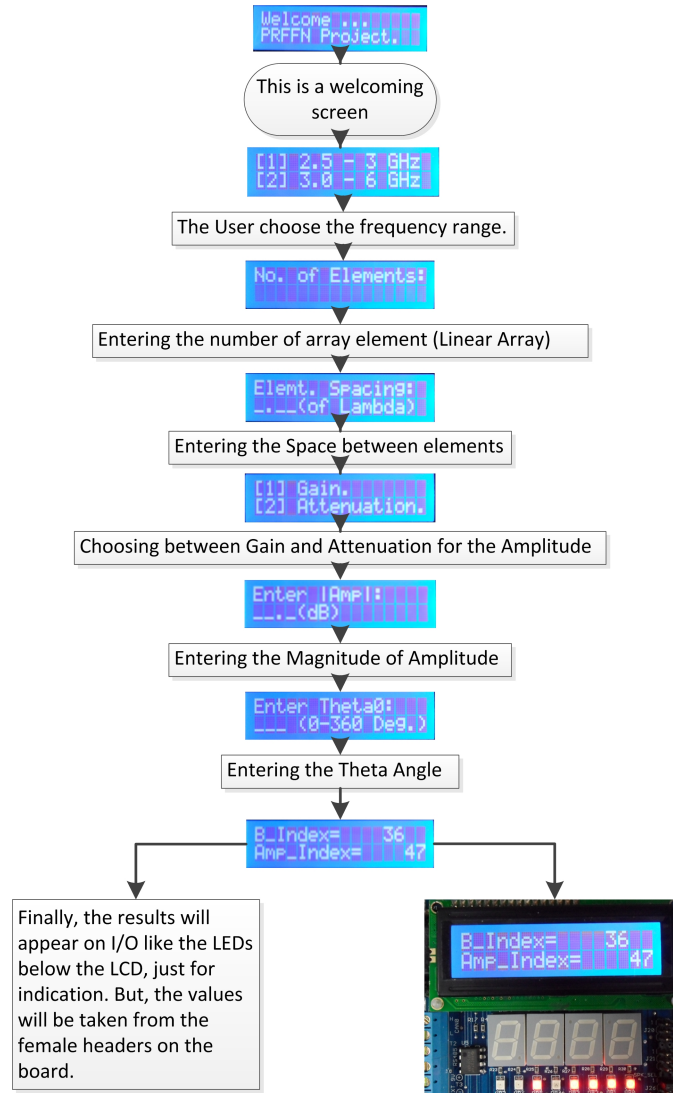 Welcome ...
PRFFN Project.
This is a welcoming
screen
[1] 2.5 - 3 GHz
[2] 3.0 - 6 GHz
The User choose the frequency range.
No. of Elements:
Entering the number of array element (Linear Array)
Elemt. Spacing:
_.__(of Lambda)
Entering the Space between elements
[1] Gain.
[2] Attenuation.
Choosing between Gain and Attenuation for the Amplitude
Enter |Amp|:
__._(dB)
Entering the Magnitude of Amplitude
Enter Theta0:
___ (0-360 Deg.)
Entering the Theta Angle
B_Index= 36
Amp_Index= 47
Finally, the results will
appear on I/O like the LEDs
below the LCD, just for
indication. But, the values
will be taken from the
female headers on the
board.
B_Index= 36
Amp_Index= 47